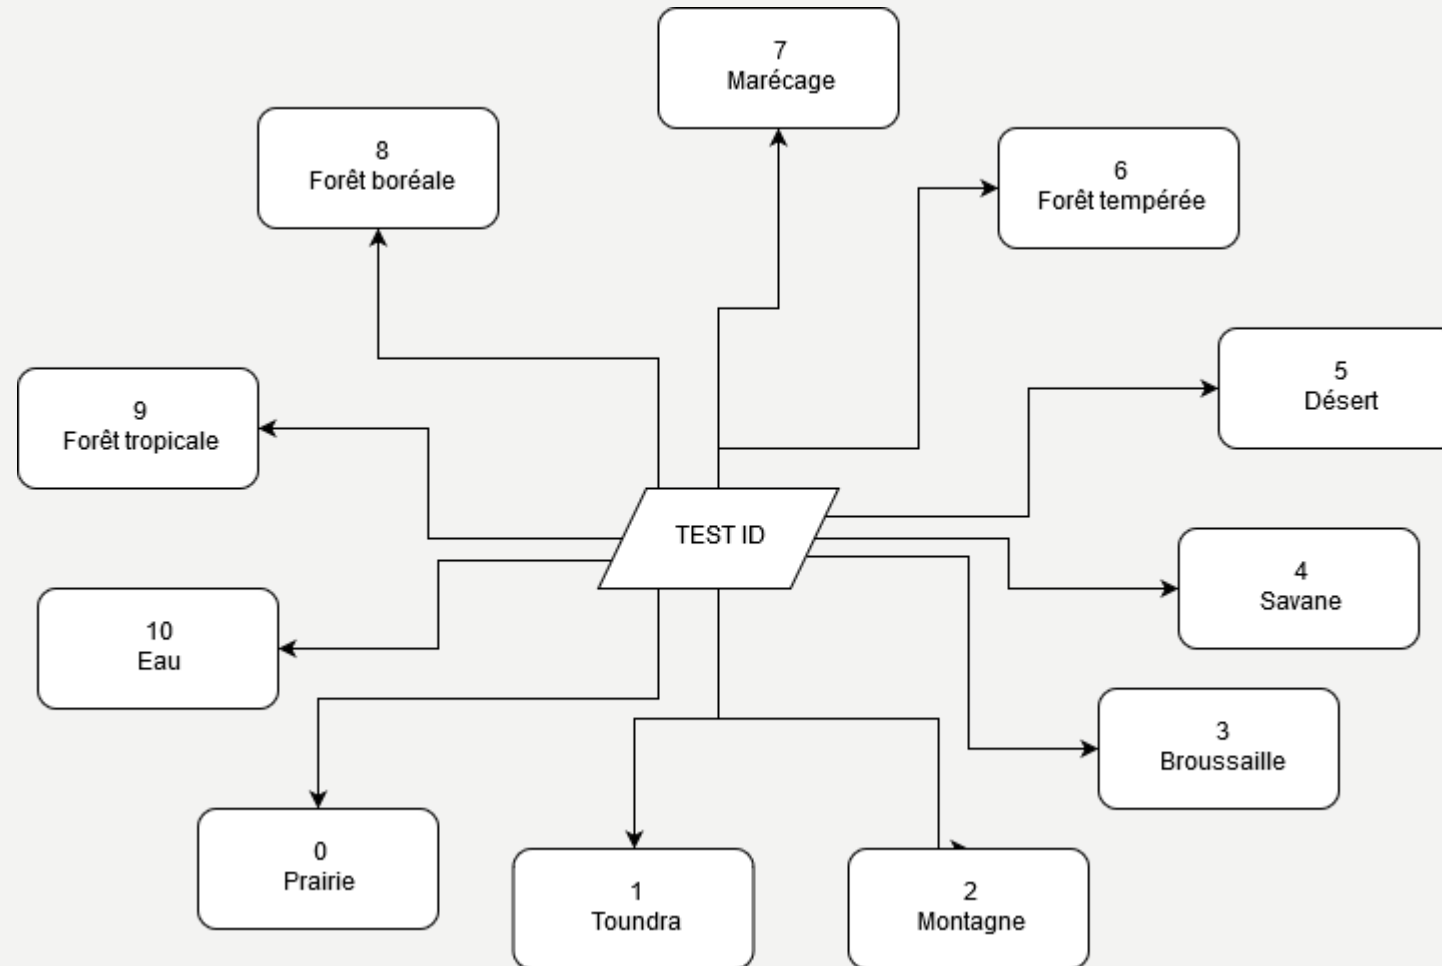 7
Marécage
8
Forêt boréale
6
Forêt tempérée
5
Désert
9
Forêt tropicale
TEST ID
4
Savane
10
Eau
3
Broussaille
0
Prairie
1
Toundra
2
Montagne